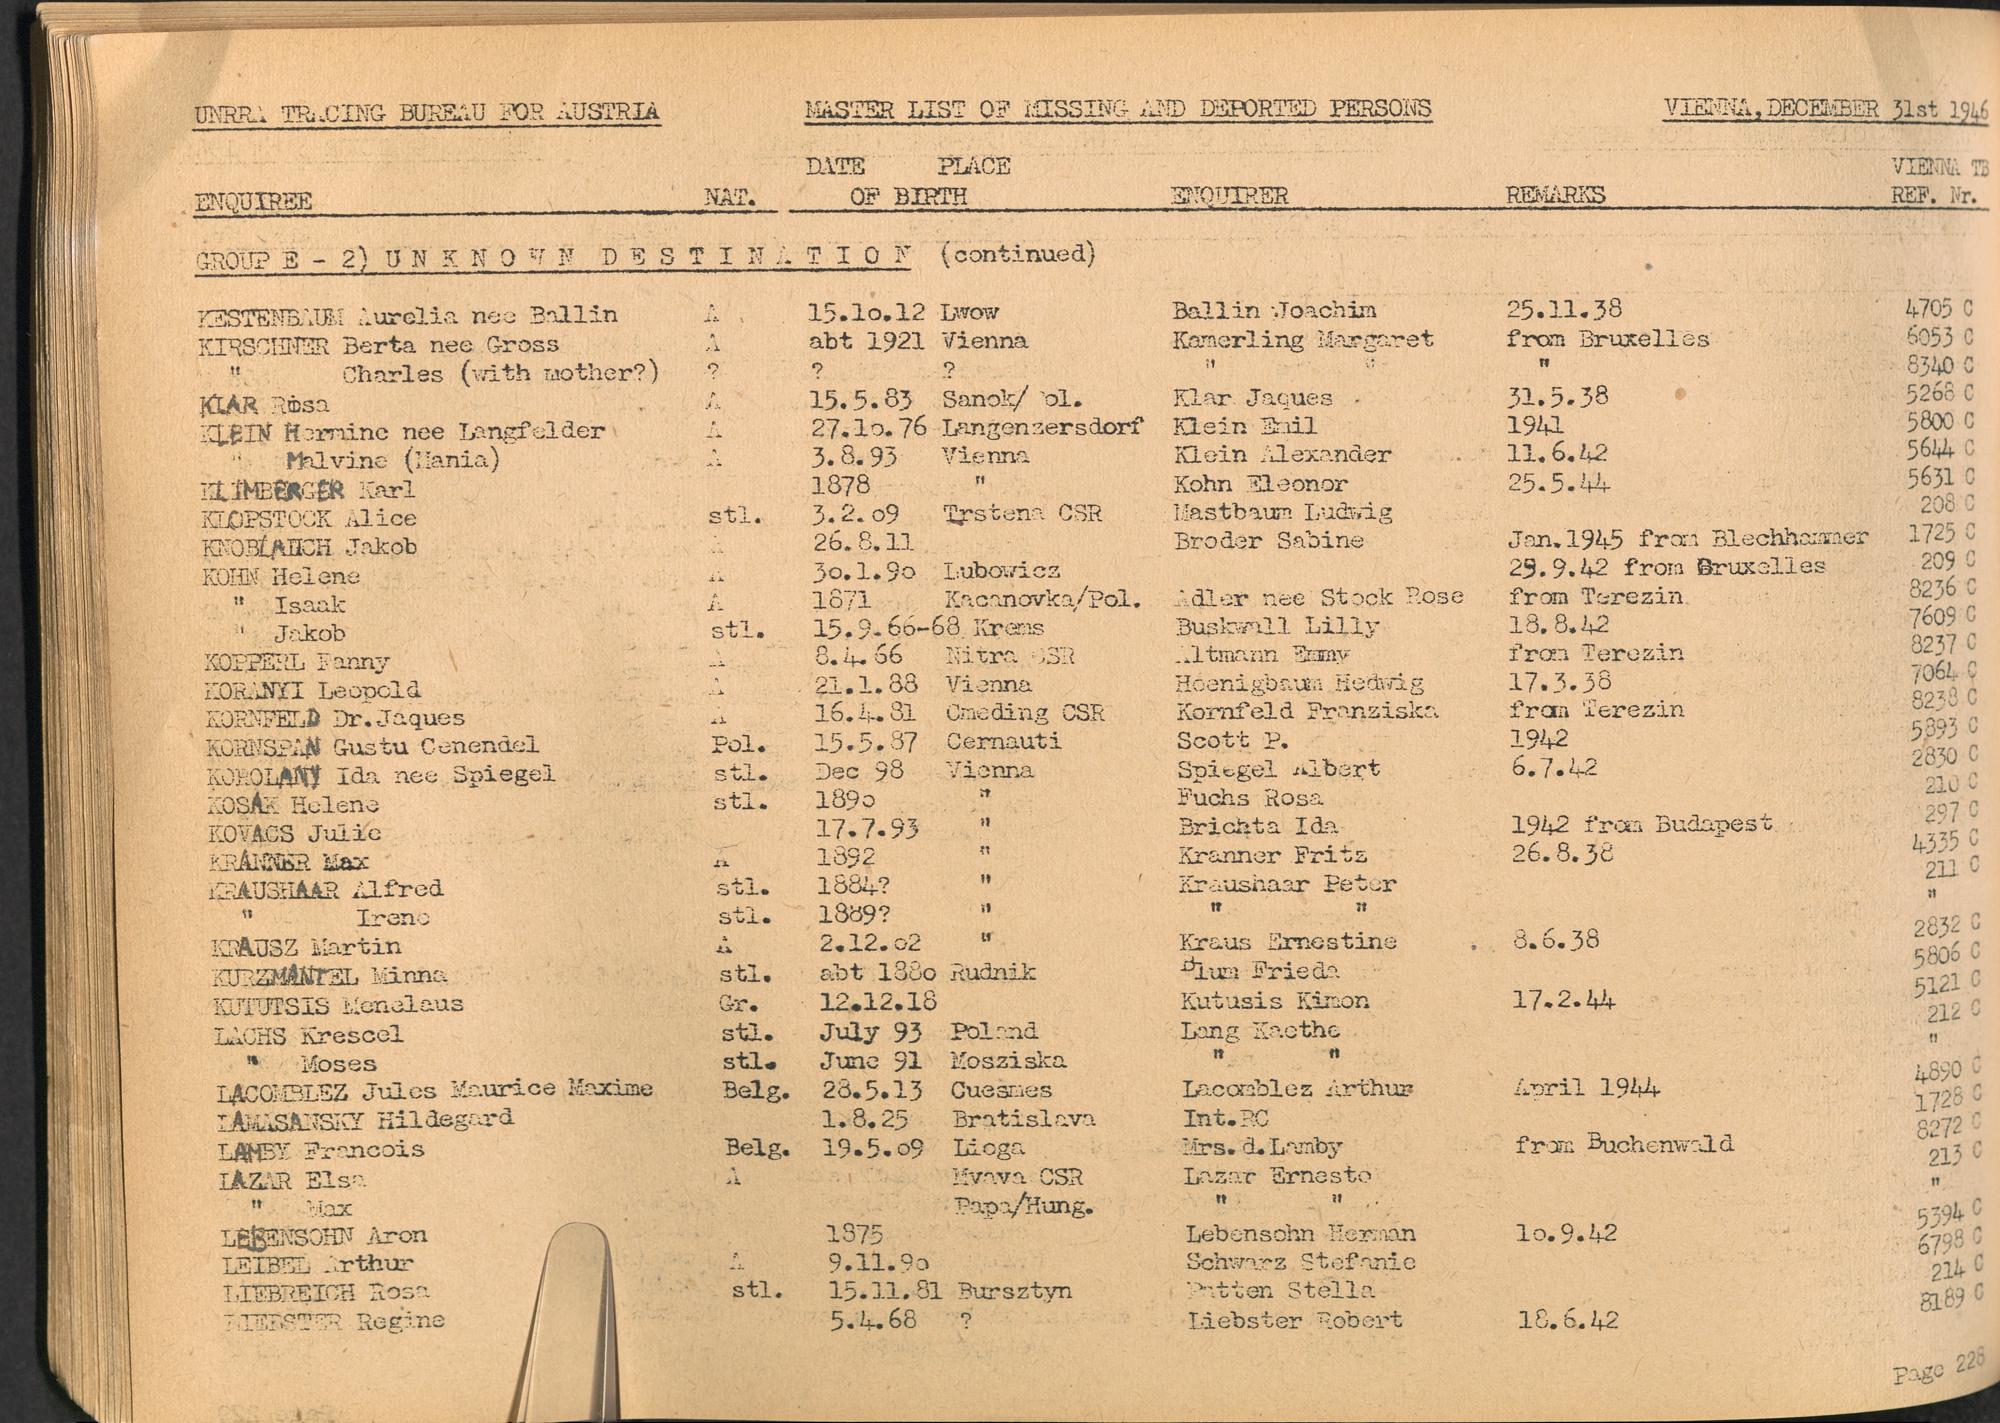 UNRRA TRACING BUREAU FOR AUSTRIA MASTER LIST OF MISSING AND DEPORTED PERSONS VIENNA, DECEMBER 31st 1946
DATE PLACE VIENNA TB
ENQUIREE NAT. OF BIRTH ENQUIRER REMARKS REF. Nr.
GROUP E - 2) U N K N O W N D E S T I N A T I O N (continued)
KESTENBAUM Aurelia nee Ballin A 15.1o.12 Lwow Ballin Joachim 25.11.38 4705 C
KIRSCHNER Berta nee Gross A abt 1921 Vienna Kamerling Margaret from Bruxelles 6053 C
" Charles (with mother?) ? ? ? " " " 8340 C
KLAR Rosa A 15.5.83 Sanok/Pol. Klar Jaques 31.5.38 5268 C
KLEIN Hermine nee Langfelder A 27.1o.76 Langenzersdorf Klein Emil 1941 5800 C
" Malvine (Mania) A 3.8.93 Vienna Klein Alexander 11.6.42 5644 C
KLIMBERGER Karl 1878 " Kohn Eleonor 25.5.44 5631 C
KLOPSTOCK Alice stl. 3.2.o9 Trstena CSR Mastbaum Ludwig 208 C
KNOBLAUCH Jakob A 26.8.11 Broder Sabine Jan.1945 from Blechhammer 1725 C
KOHN Helene A 3o.1.9o Lubowicz 29.9.42 from Bruxelles 209 C
" Isaak A 1871 Kacanovka/Pol. Adler nee Stock Rose from Terezin 8236 C
" Jakob stl. 15.9.66-68 Krems Buskwall Lilly 18.8.42 7609 C
KOPPERL Fanny A 8.4.66 Nitra CSR Altmann Emmy from Terezin 8237 C
KORANYI Leopold A 21.1.88 Vienna Hoenigbaum Hedwig 17.3.38 7064 C
KORNFELD Dr.Jaques A 16.4.81 Cmeding CSR Kornfeld Franziska from Terezin 8238 C
KORNSPAN Gustu Cenendel Pol. 15.5.87 Cernauti Scott P. 1942 5893 C
KOROLANY Ida nee Spiegel stl. Dec 98 Vienna Spiegel Albert 6.7.42 2830 C
KOSAK Helene stl. 189o " Fuchs Rosa 210 C
KOVACS Julie 17.7.93 " Brichta Ida 1942 from Budapest 297 C
KRANNER Max A 1892 " Kranner Fritz 26.8.38 4335 C
KRAUSHAAR Alfred stl. 1884? " Kraushaar Peter 211 C
" Irene stl. 1889? " " " "
KRAUSZ Martin A 2.12.o2 " Kraus Ernestine 8.6.38 2832 C
KURZMANTEL Minna stl. abt 188o Rudnik Blum Frieda 5806 C
KUTUTSIS Menelaus Gr. 12.12.18 Kutusis Kimon 17.2.44 5121 C
LACHS Krescel stl. July 93 Poland Lang Kaethe 212 C
" Moses stl. June 91 Mosziska " " "
LACOMBLEZ Jules Maurice Maxime Belg. 28.5.13 Cuesmes Lacomblez Arthur April 1944 4890 C
LAMASANSKY Hildegard 1.8.25 Bratislava Int.RC 1728 C
LAMBY Francois Belg. 19.5.o9 Lioga Mrs.d.Lamby from Buchenwald 8272 C
LAZAR Elsa A Mvava CSR Lazar Ernesto 213 C
" Max Papa/Hung. " " "
LEBENSOHN Aron 1875 Lebensohn Herman 1o.9.42 5394 C
LEIBEL Arthur A 9.11.9o Schwarz Stefanie 6798 C
LIEBREICH Rosa stl. 15.11.81 Bursztyn Patten Stella 214 C
LIEBSTER Regine 5.4.68 ? Liebster Robert 18.6.42 8189 C
Page 228